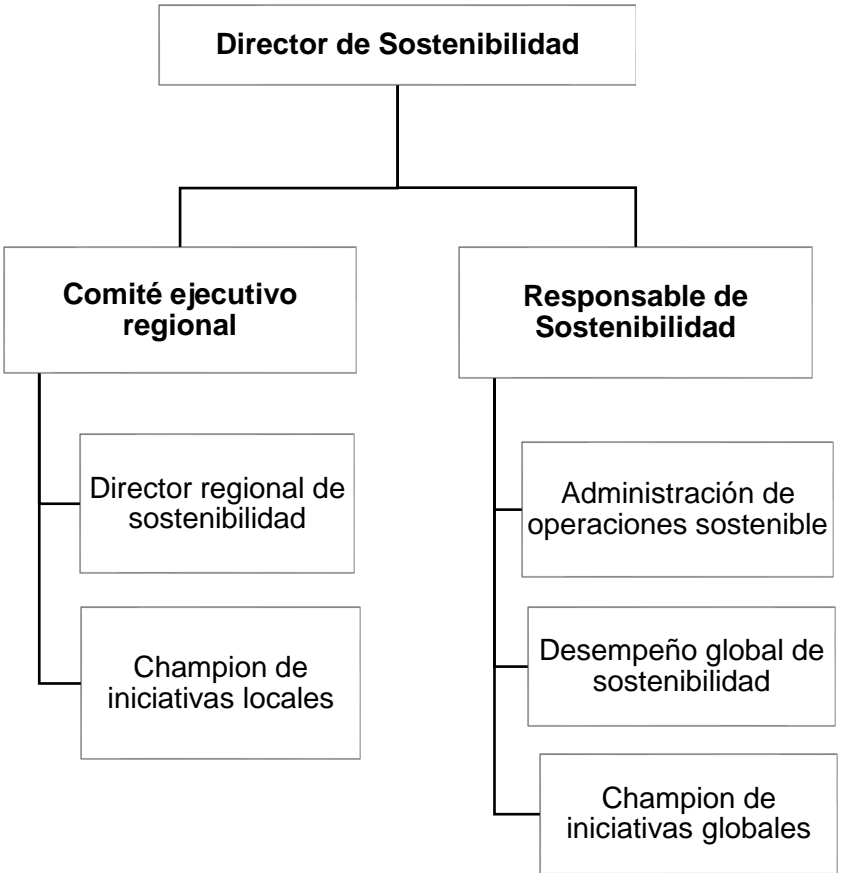 Director de Sostenibilidad
Comité ejecutivo
regional
Responsable de
Sostenibilidad
Director regional de
sostenibilidad
Champion de
iniciativas locales
Administración de
operaciones sostenible
Desempeño global de
sostenibilidad
Champion de
iniciativas globales